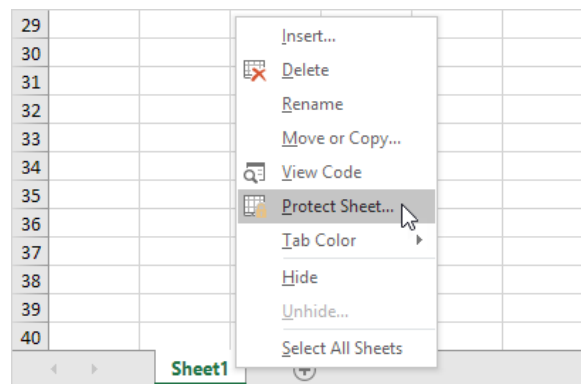 29
30
31
32
33
34
35
36
37
38
39
40
Insert...
Delete
Rename
Move or Copy...
View Code
Protect Sheet...
Tab Color
Hide
Unhide...
Select All Sheets
Sheet1